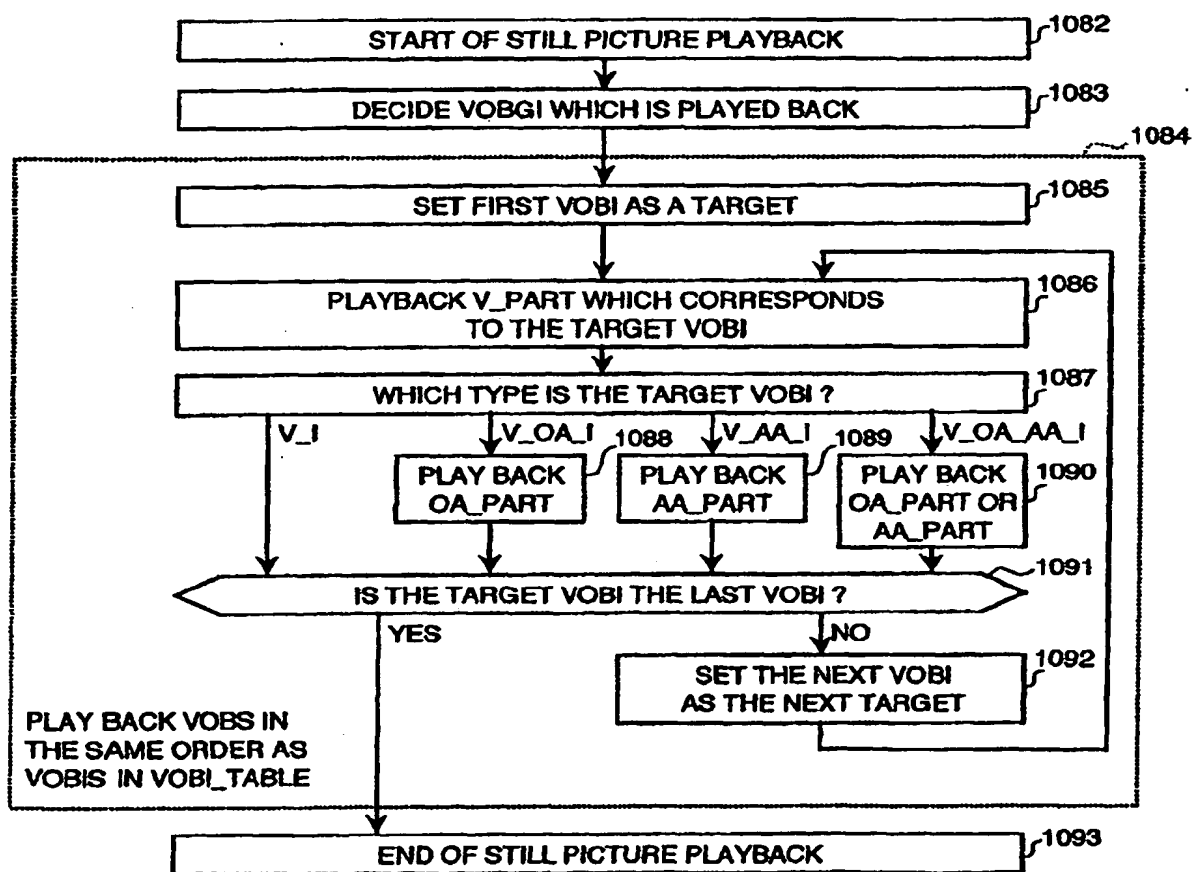 START OF STILL PICTURE PLAYBACK
1082
DECIDE VOBGI WHICH IS PLAYED BACK
1083
1084
SET FIRST VOBI AS A TARGET
1085
PLAYBACK V_PART WHICH CORRESPONDS
TO THE TARGET VOBI
1086
WHICH TYPE IS THE TARGET VOBI ?
1087
V_I
V_OA_I
1088
V_AA_I
1089
V_OA_AA_I
PLAY BACK
OA_PART
PLAY BACK
AA_PART
PLAY BACK
OA_PART OR
AA_PART
1090
IS THE TARGET VOBI THE LAST VOBI ?
1091
YES
NO
SET THE NEXT VOBI
AS THE NEXT TARGET
1092
PLAY BACK VOBS IN
THE SAME ORDER AS
VOBIS IN VOBI_TABLE
END OF STILL PICTURE PLAYBACK
1093